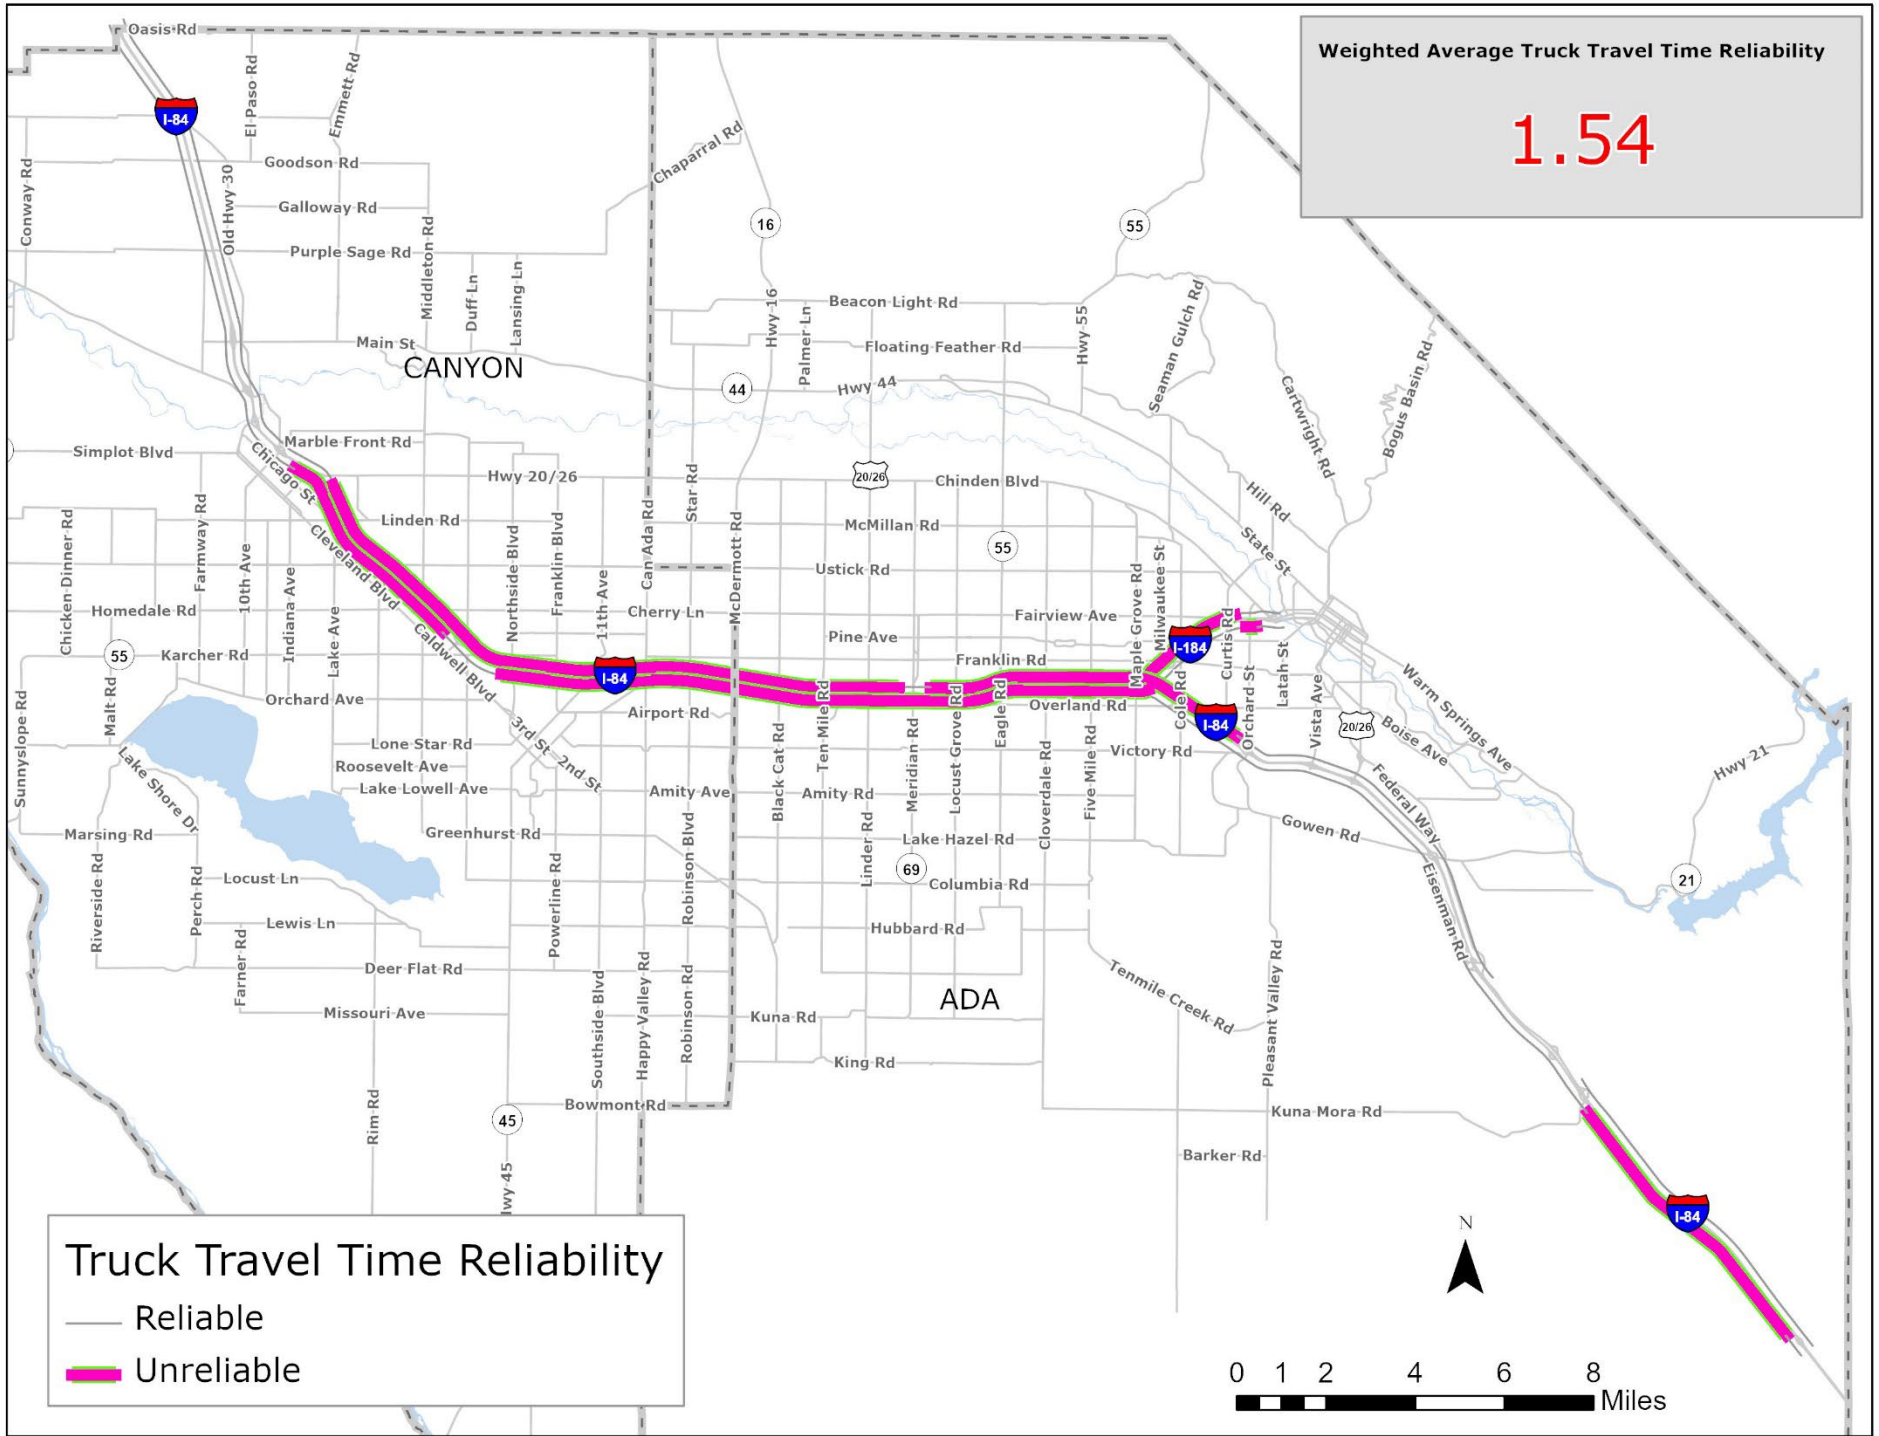 Oasis Rd
Weighted Average Truck Travel Time Reliability
1.54
I-84
El Paso Rd
Emmett Rd
Conway Rd
Goodson Rd
Chaparral Rd
Old Hwy 30
Galloway Rd
16
55
Middleton Rd
Purple Sage Rd
Duff Ln
Lansing Ln
Hwy 16
Palmer Ln
Beacon Light Rd
Hwy 55
Seaman Gulch Rd
Main St
CANYON
Floating Feather Rd
44
Hwy 44
Cartwright Rd
Bogus Basin Rd
Simplot Blvd
Chicago St
Marble Front Rd
Hwy 20/26
Star Rd
20/26
Chinden Blvd
Hill Rd
Farmway Rd
Linden Rd
Northside Blvd
Franklin Blvd
Can Ada Rd
McDermott Rd
McMillan Rd
55
State St
Chicken Dinner Rd
10th Ave
Indiana Ave
Cleveland Blvd
11th Ave
Ustick Rd
Maple Grove Rd
Milwaukee St
Homedale Rd
Lake Ave
Cherry Ln
Fairview Ave
Curtis Rd
55
Karcher Rd
Caldwell Blvd
Pine Ave
I-184
Franklin Rd
Latah St
Warm Springs Ave
Malt Rd
Orchard Ave
I-84
Ten Mile Rd
Locust Grove Rd
Eagle Rd
Overland Rd
Cole Rd
I-84
Orchard St
Vista Ave
20/26
Boise Ave
Sunnyslope Rd
Airport Rd
3rd St
2nd St
Lone Star Rd
Black Cat Rd
Meridian Rd
Cloverdale Rd
Five Mile Rd
Victory Rd
Hwy 21
Lake Shore Dr
Roosevelt Ave
Lake Lowell Ave
Amity Ave
Amity Rd
Federal Way
Marsing Rd
Greenhurst Rd
Robinson Blvd
Linder Rd
Lake Hazel Rd
Gowen Rd
Riverside Rd
Perch Rd
Locust Ln
Powerline Rd
69
Columbia Rd
Eisenman Rd
21
Lewis Ln
Hubbard Rd
Farner Rd
Deer Flat Rd
Southside Blvd
Happy Valley Rd
Robinson Rd
Tenmile Creek Rd
Pleasant Valley Rd
Missouri Ave
Kuna Rd
ADA
King Rd
Rim Rd
45
Bowmont Rd
Kuna Mora Rd
Barker Rd
wy 45
I-84
N
Truck Travel Time Reliability
Reliable
Unreliable
0 1 2 4 6 8
Miles